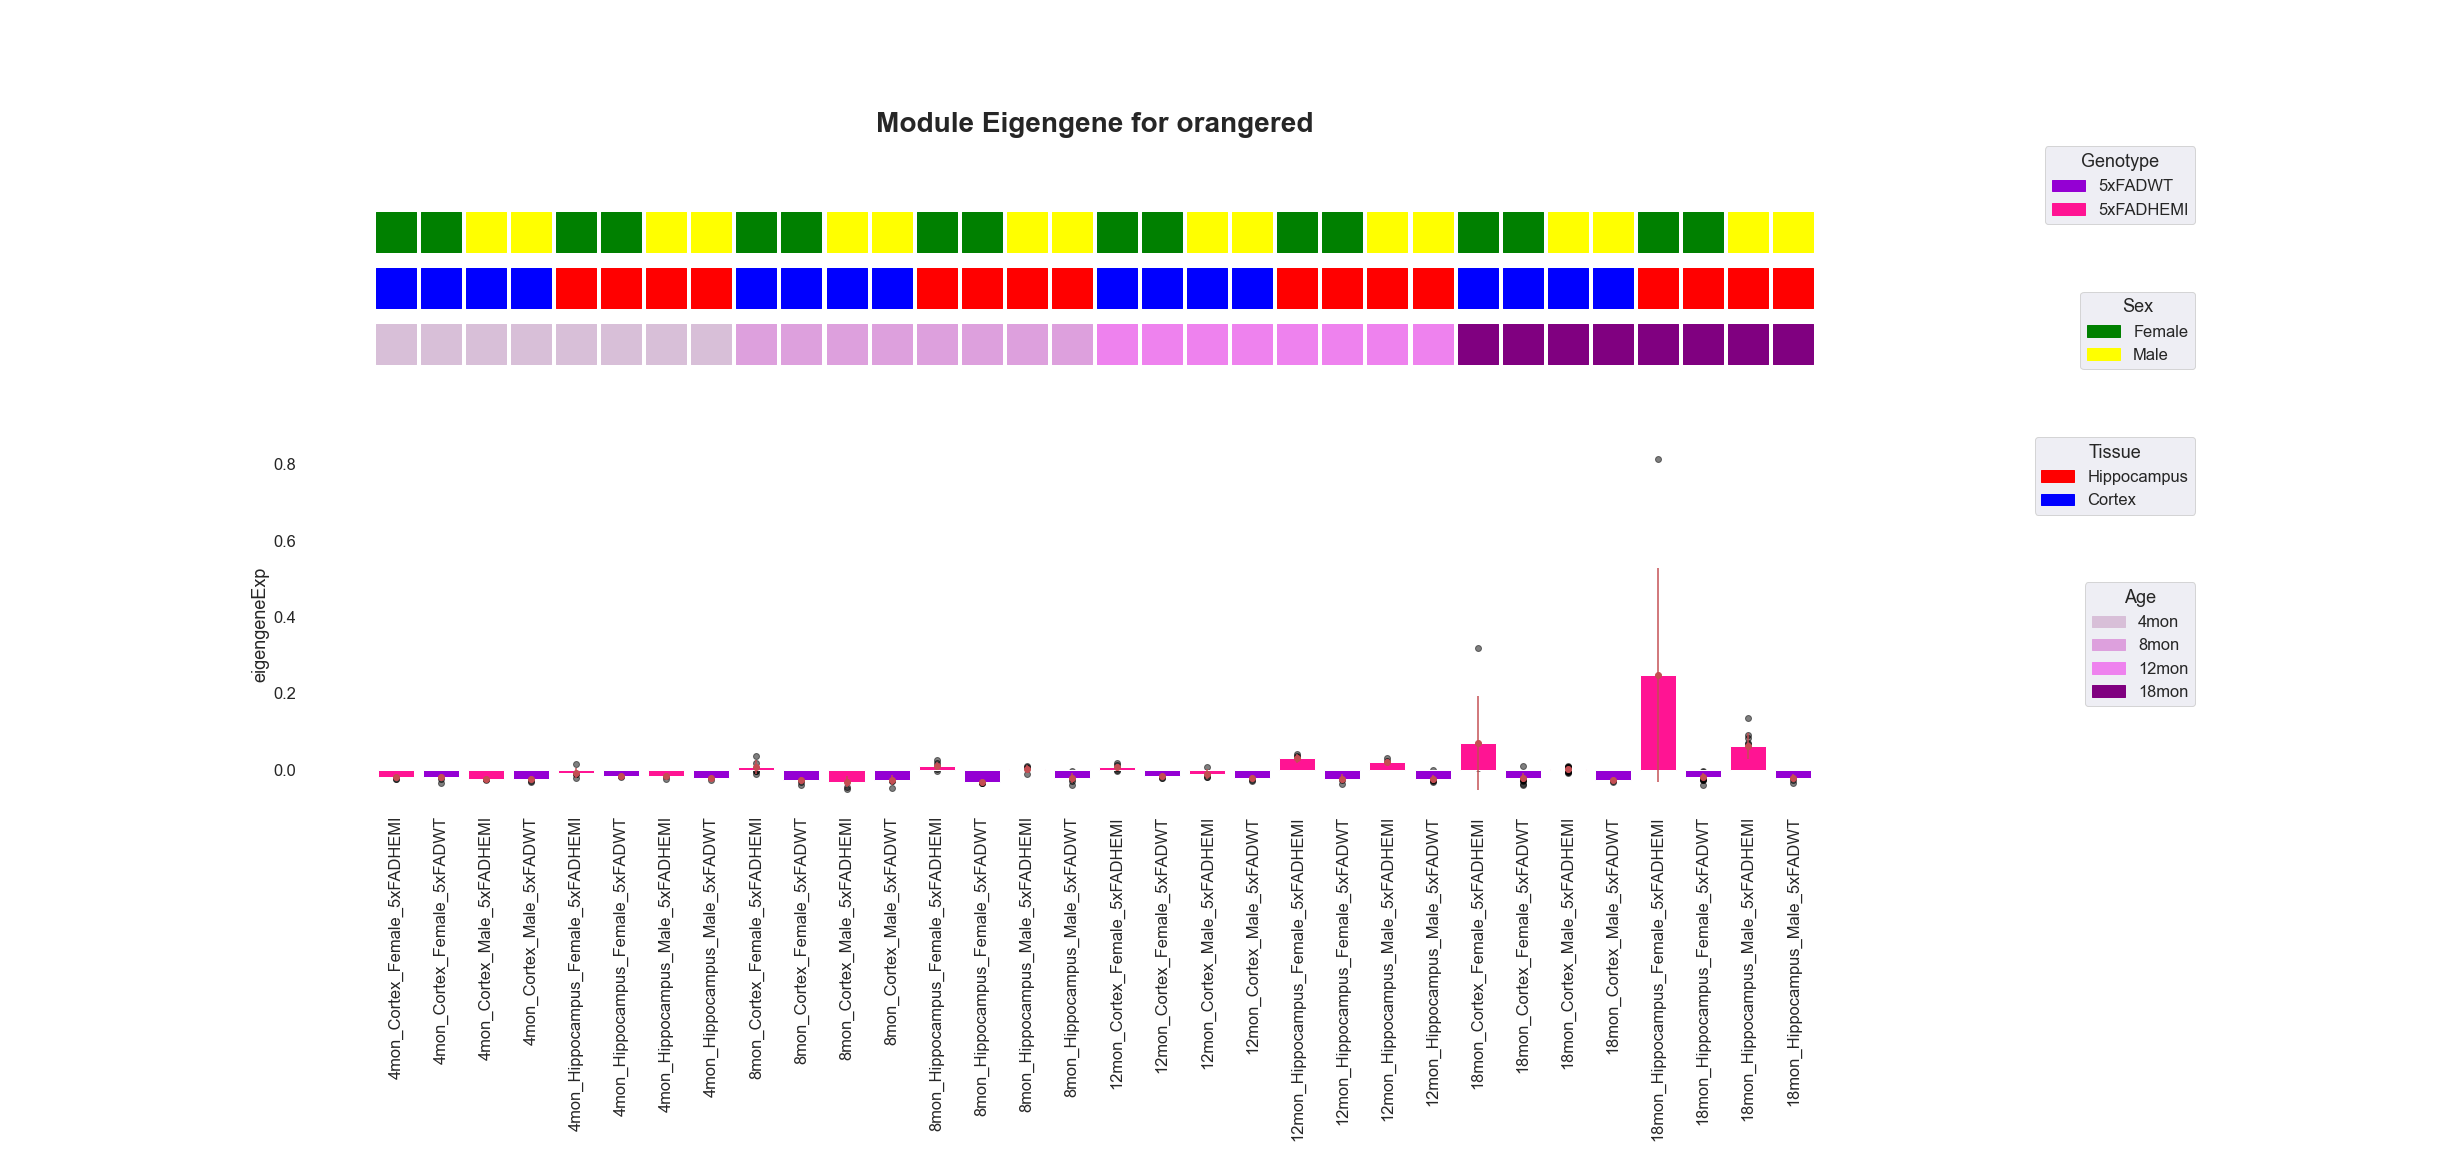 Module Eigengene for orangered
Genotype
5xFADWT
5xFADHEMI
Sex
Female
Male
Tissue
Hippocampus
Cortex
Age
4mon
8mon
12mon
18mon
eigengeneExp
0.8
0.6
0.4
0.2
0.0
4mon_Cortex_Female_5xFADHEMI
4mon_Cortex_Female_5xFADWT
4mon_Cortex_Male_5xFADHEMI
4mon_Cortex_Male_5xFADWT
4mon_Hippocampus_Female_5xFADHEMI
4mon_Hippocampus_Female_5xFADWT
4mon_Hippocampus_Male_5xFADHEMI
4mon_Hippocampus_Male_5xFADWT
8mon_Cortex_Female_5xFADHEMI
8mon_Cortex_Female_5xFADWT
8mon_Cortex_Male_5xFADHEMI
8mon_Cortex_Male_5xFADWT
8mon_Hippocampus_Female_5xFADHEMI
8mon_Hippocampus_Female_5xFADWT
8mon_Hippocampus_Male_5xFADHEMI
8mon_Hippocampus_Male_5xFADWT
12mon_Cortex_Female_5xFADHEMI
12mon_Cortex_Female_5xFADWT
12mon_Cortex_Male_5xFADHEMI
12mon_Cortex_Male_5xFADWT
12mon_Hippocampus_Female_5xFADHEMI
12mon_Hippocampus_Female_5xFADWT
12mon_Hippocampus_Male_5xFADHEMI
12mon_Hippocampus_Male_5xFADWT
18mon_Cortex_Female_5xFADHEMI
18mon_Cortex_Female_5xFADWT
18mon_Cortex_Male_5xFADHEMI
18mon_Cortex_Male_5xFADWT
18mon_Hippocampus_Female_5xFADHEMI
18mon_Hippocampus_Female_5xFADWT
18mon_Hippocampus_Male_5xFADHEMI
18mon_Hippocampus_Male_5xFADWT